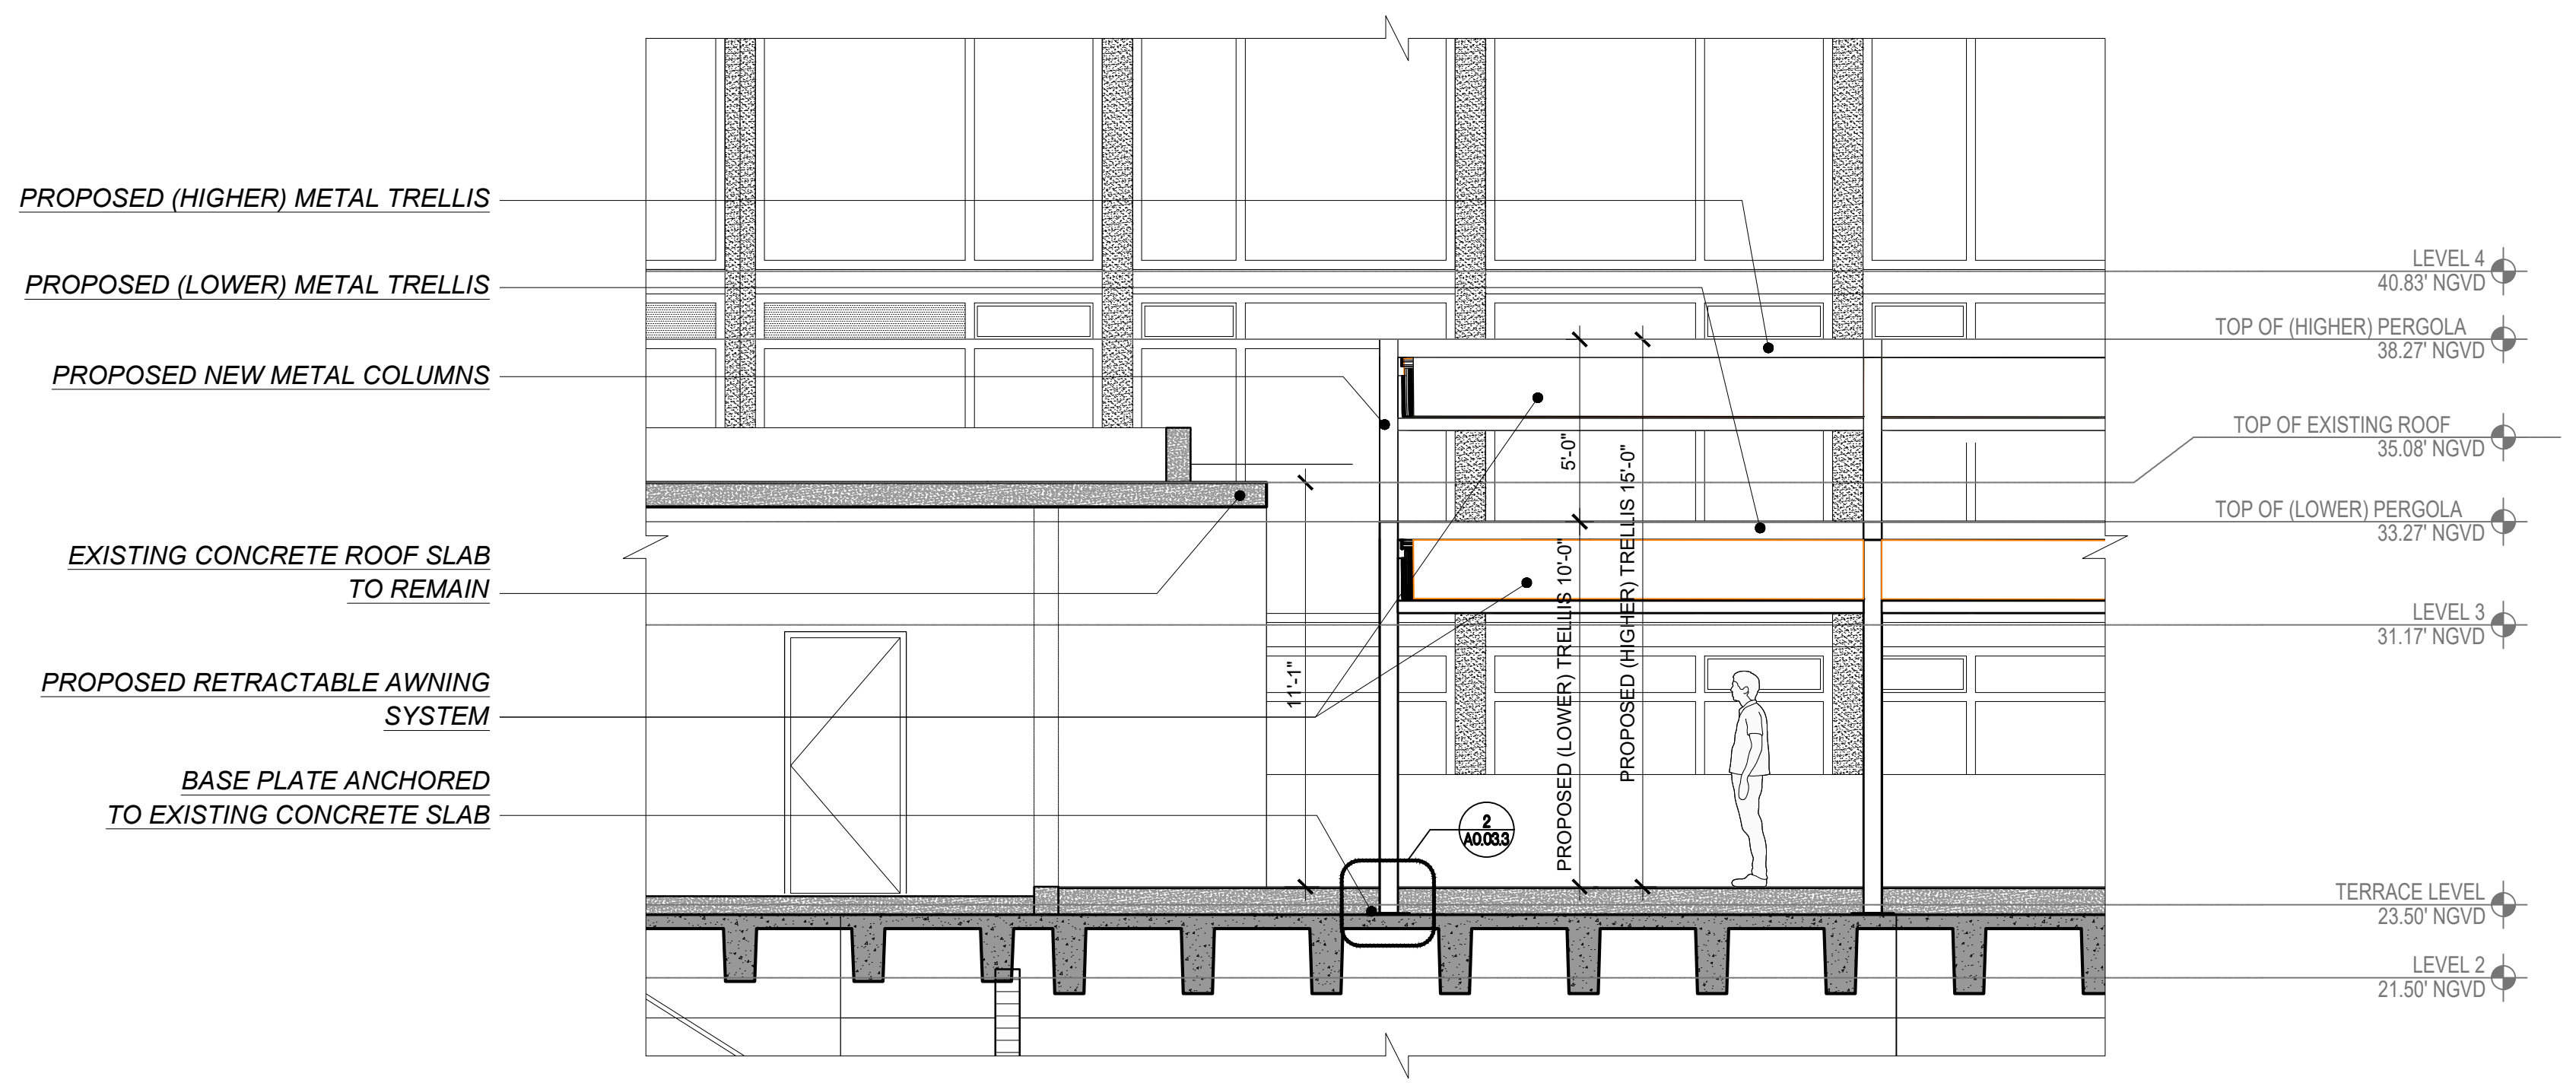 PROPOSED (HIGHER) METAL TRELLIS
PROPOSED (LOWER) METAL TRELLIS
PROPOSED NEW METAL COLUMNS
EXISTING CONCRETE ROOF SLAB
TO REMAIN
PROPOSED RETRACTABLE AWNING
SYSTEM
BASE PLATE ANCHORED
TO EXISTING CONCRETE SLAB
11'-1"
5'-0"
PROPOSED (LOWER) TRELLIS 10'-0"
PROPOSED (HIGHER) TRELLIS 15'-0"
2
A0.03.3
LEVEL 4
40.83' NGVD
TOP OF (HIGHER) PERGOLA
38.27' NGVD
TOP OF EXISTING ROOF
35.08' NGVD
TOP OF (LOWER) PERGOLA
33.27' NGVD
LEVEL 3
31.17' NGVD
TERRACE LEVEL
23.50' NGVD
LEVEL 2
21.50' NGVD